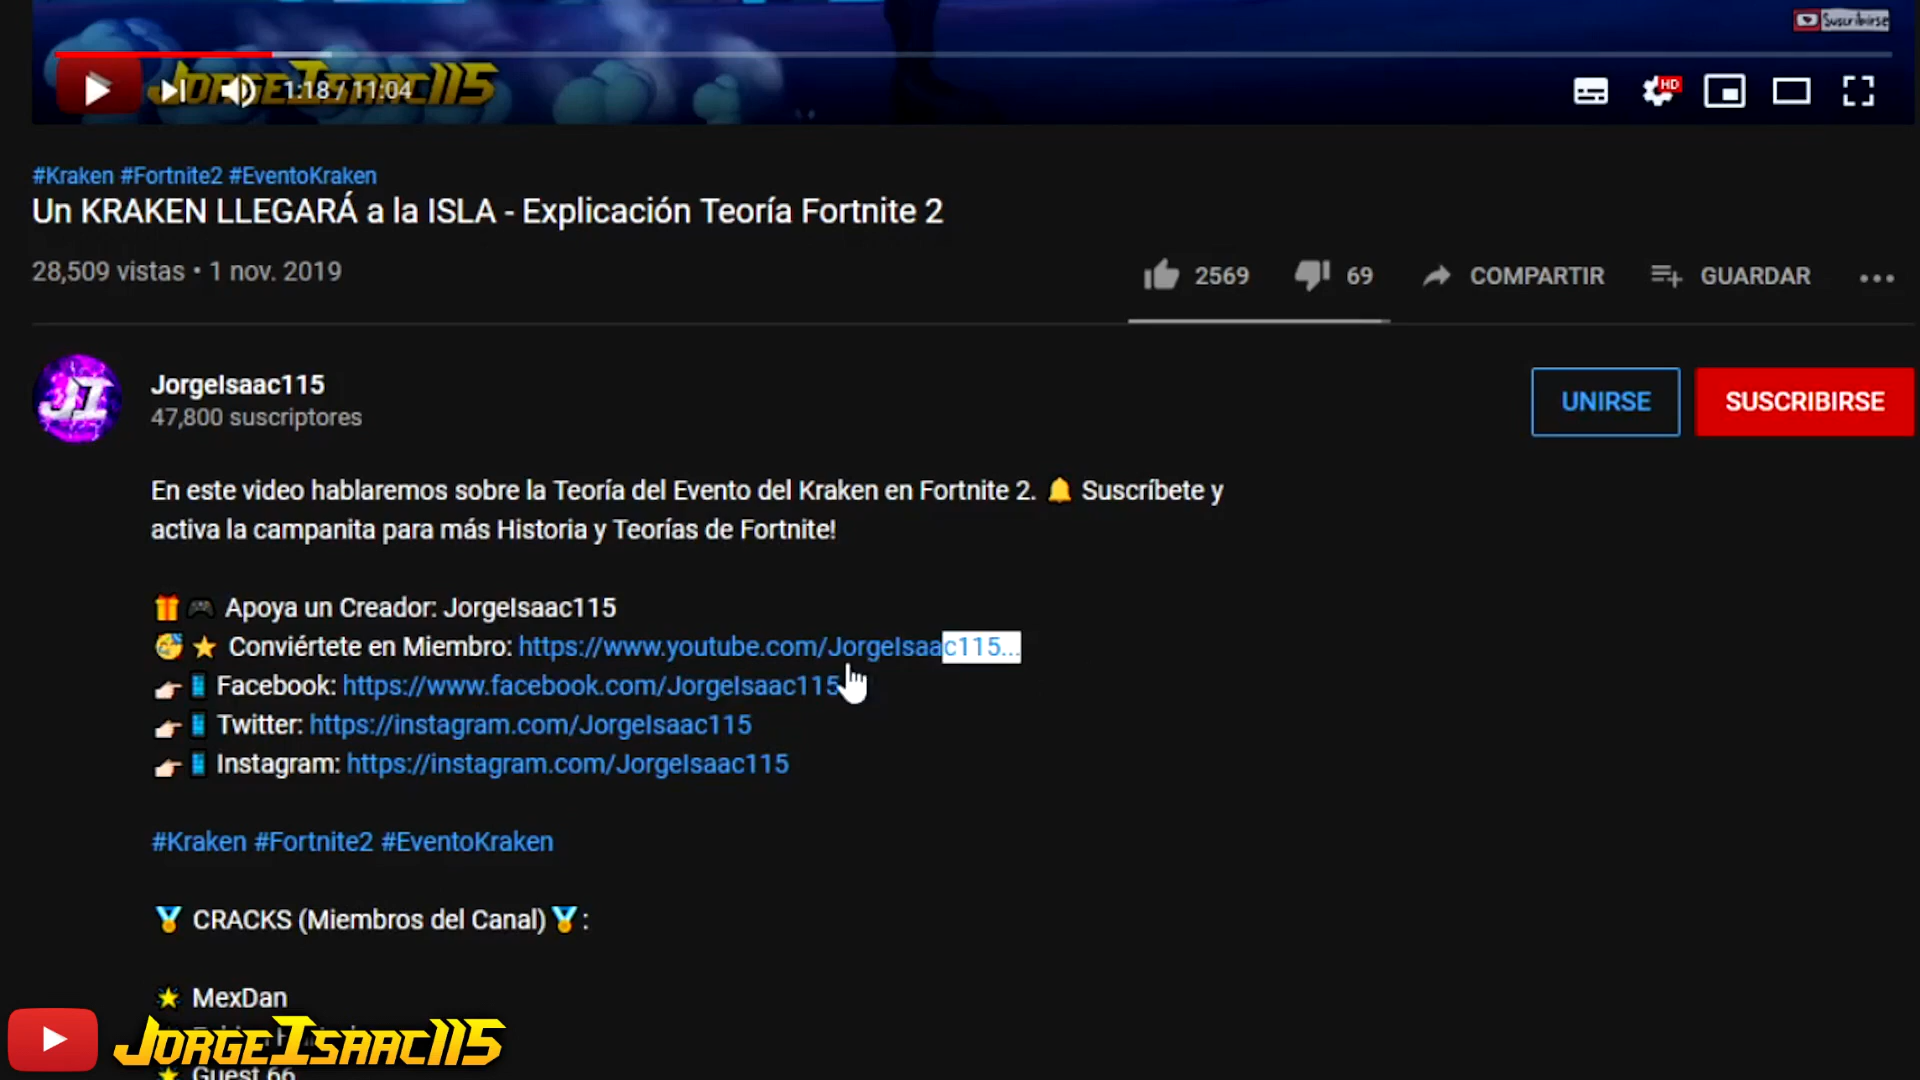 Suscribirse
JORGEISAAC115
1:18 / 11:04
HD
#Kraken #Fortnite2 #EventoKraken
Un KRAKEN LLEGARÁ a la ISLA - Explicación Teoría Fortnite 2
28,509 vistas • 1 nov. 2019
2569
69
COMPARTIR
GUARDAR
JI
JorgeIsaac115
47,800 suscriptores
UNIRSE
SUSCRIBIRSE
En este video hablaremos sobre la Teoría del Evento del Kraken en Fortnite 2. 🔔 Suscríbete y
activa la campanita para más Historia y Teorías de Fortnite!
Apoya un Creador: JorgeIsaac115
Conviértete en Miembro: https://www.youtube.com/JorgeIsaac115...
Facebook: https://www.facebook.com/JorgeIsaac115
Twitter: https://instagram.com/JorgeIsaac115
Instagram: https://instagram.com/JorgeIsaac115
#Kraken #Fortnite2 #EventoKraken
CRACKS (Miembros del Canal) :
MexDan
JORGEISAAC115
Guest 66